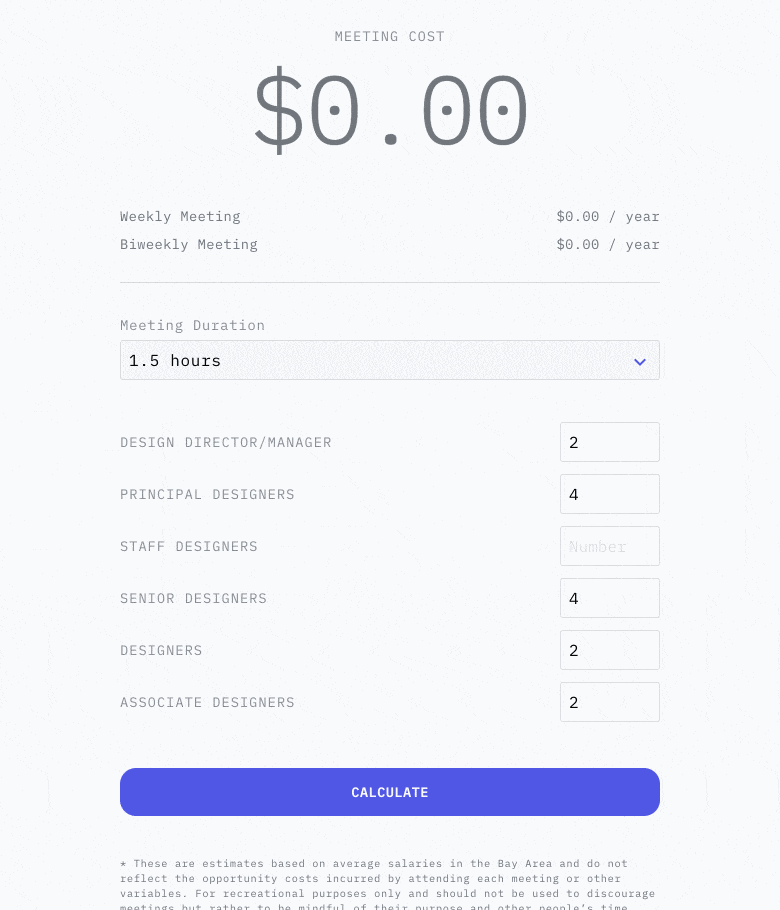 MEETING COST
$0.00
Weekly Meeting $0.00 / year
Biweekly Meeting $0.00 / year
Meeting Duration
1.5 hours
DESIGN DIRECTOR/MANAGER 2
PRINCIPAL DESIGNERS 4
STAFF DESIGNERS Number
SENIOR DESIGNERS 4
DESIGNERS 2
ASSOCIATE DESIGNERS 2
CALCULATE
* These are estimates based on average salaries in the Bay Area and do not
reflect the opportunity costs incurred by attending each meeting or other
variables. For recreational purposes only and should not be used to discourage
meetings but rather to be mindful of their purpose and other people's time.